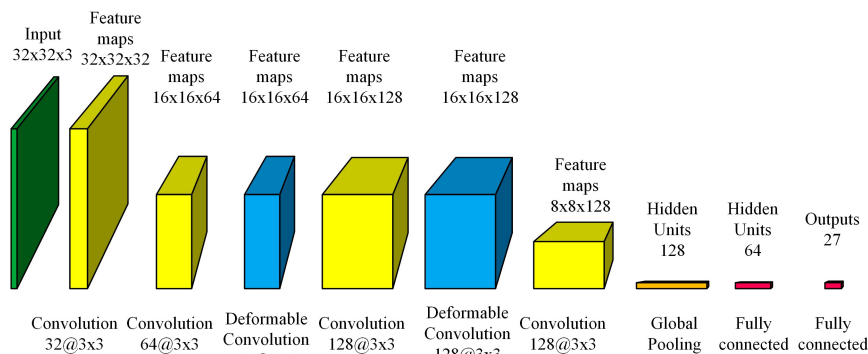 Input
32x32x3
Feature
maps
32x32x32
Feature
maps
16x16x64
Feature
maps
16x16x64
Feature
maps
16x16x128
Feature
maps
16x16x128
Feature
maps
8x8x128
Hidden
Units
128
Hidden
Units
64
Outputs
27
Convolution
32@3x3
Convolution
64@3x3
Deformable
Convolution
Convolution
128@3x3
Deformable
Convolution
128@3x3
Convolution
128@3x3
Global
Pooling
Fully
connected
Fully
connected